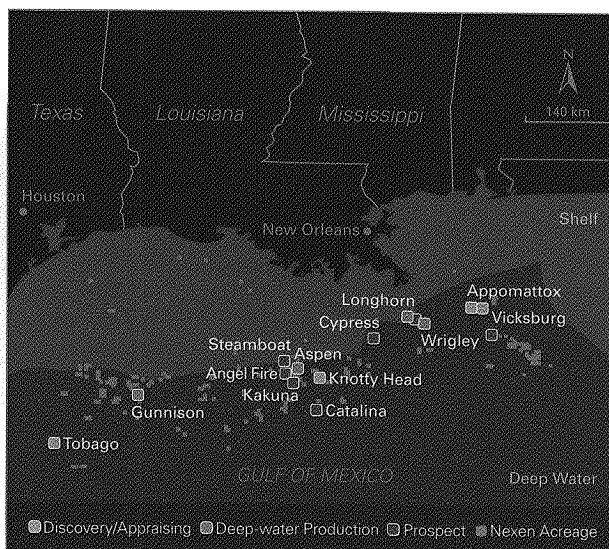 N
Texas Louisiana Mississippi
140 km
Houston
New Orleans
Shelf
Longhorn
Appomattox
Cypress
Vicksburg
Wrigley
Steamboat
Aspen
Angel Fire
Knotty Head
Kakuna
Gunnison
Catalina
Tobago
GULF OF MEXICO
Deep Water
Discovery/Appraising Deep-water Production Prospect Nexen Acreage